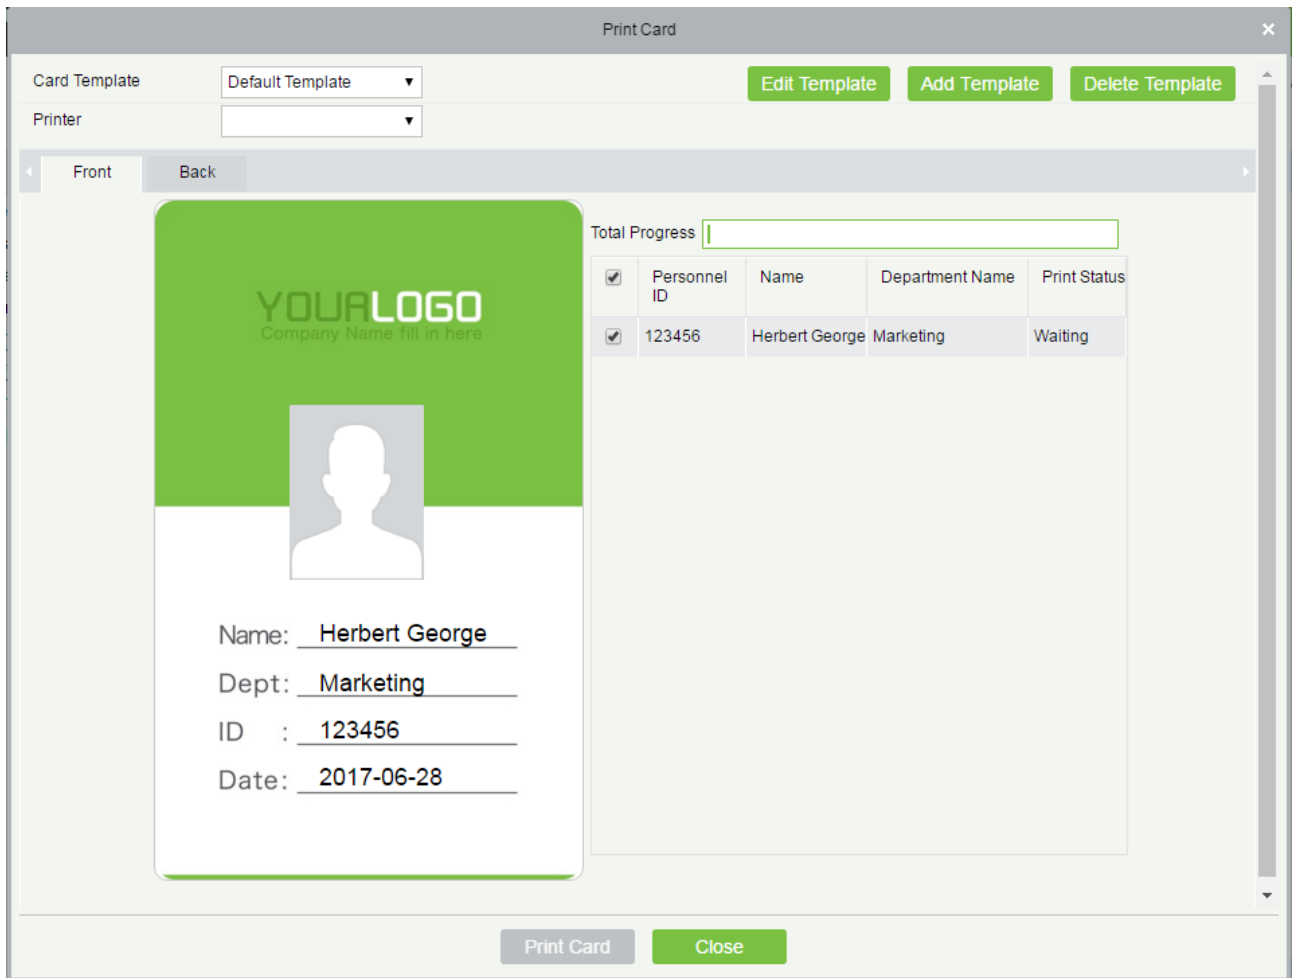 Print Card
Card Template
Default Template
Edit Template
Add Template
Delete Template
Printer
Front
Back
YOURLOGO
Company Name fill in here
Name: Herbert George
Dept: Marketing
ID : 123456
Date: 2017-06-28
Total Progress
Personnel ID
Name
Department Name
Print Status
123456
Herbert George
Marketing
Waiting
Print Card
Close